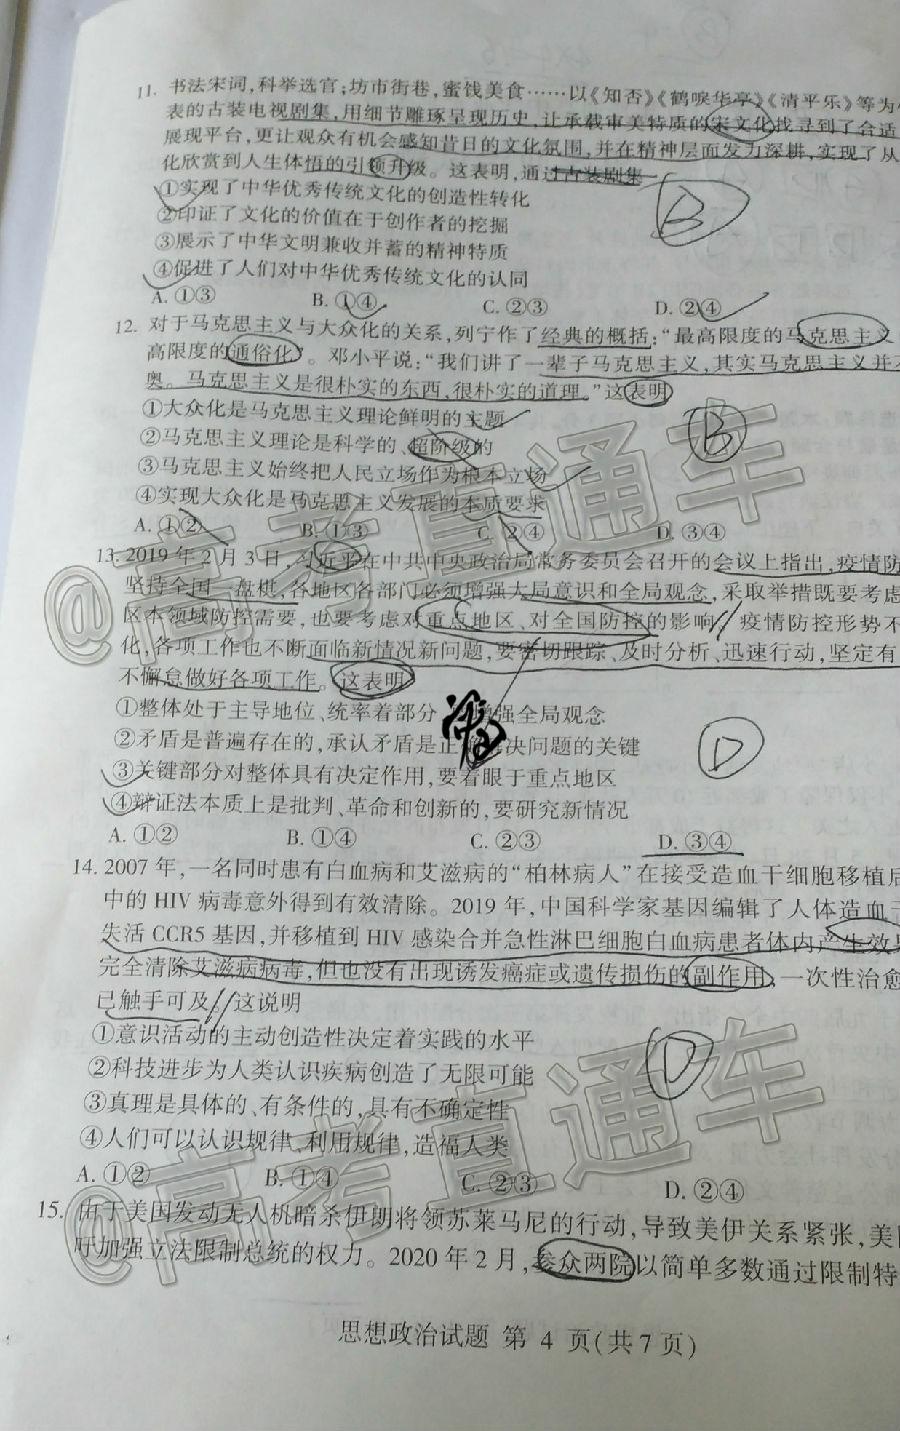 11. 书法宋词,科举选官;坊市街巷,蜜饯美食……以《知否》《鹤唳华亭》《清平乐》等为
表的古装电视剧集,用细节雕琢呈现历史,让承载审美特质的宋文化找寻到了合适
展现平台,更让观众有机会感知昔日的文化氛围,并在精神层面发力深耕,实现了从
化欣赏到人生体悟的引领升级。这表明,通过古装剧集
①实现了中华优秀传统文化的创造性转化
②印证了文化的价值在于创作者的挖掘
③展示了中华文明兼收并蓄的精神特质
④促进了人们对中华优秀传统文化的认同
A. ①③ B. ①④ C. ②③ D. ②④
B
12. 对于马克思主义与大众化的关系,列宁作了经典的概括:“最高限度的马克思主义
高限度的通俗化”。邓小平说:“我们讲了一辈子马克思主义,其实马克思主义并不
奥。马克思主义是很朴实的东西,很朴实的道理。”这表明
①大众化是马克思主义理论鲜明的主题
②马克思主义理论是科学的、超阶级的
③马克思主义始终把人民立场作为根本立场
④实现大众化是马克思主义发展的本质要求
A. ①② B. ①③ C. ②④ D. ③④
B
13. 2019年2月3日,习近平在中共中央政治局常务委员会召开的会议上指出,疫情防
坚持全国一盘棋,各地区各部门必须增强大局意识和全局观念,采取举措既要考虑
区本领域防控需要,也要考虑对重点地区、对全国防控的影响。疫情防控形势不
化,各项工作也不断面临新情况新问题,要密切跟踪、及时分析、迅速行动,坚定有
不懈怠做好各项工作。这表明
①整体处于主导地位、统率着部分 增强全局观念
②矛盾是普遍存在的,承认矛盾是正确解决问题的关键
③关键部分对整体具有决定作用,要着眼于重点地区
④辩证法本质上是批判、革命和创新的,要研究新情况
A. ①② B. ①④ C. ②③ D. ③④
D
14. 2007年,一名同时患有白血病和艾滋病的“柏林病人”在接受造血干细胞移植后
中的HIV病毒意外得到有效清除。2019年,中国科学家基因编辑了人体造血干
失活CCR5基因,并移植到HIV感染合并急性淋巴细胞白血病患者体内产生效果
完全清除艾滋病病毒,但也没有出现诱发癌症或遗传损伤的副作用,一次性治愈
已触手可及。这说明
①意识活动的主动创造性决定着实践的水平
②科技进步为人类认识疾病创造了无限可能
③真理是具体的、有条件的,具有不确定性
④人们可以认识规律、利用规律,造福人类
A. ①② B. ①④ C. ②③ D. ②④
D
15. 由于美国发动无人机暗杀伊朗将领苏莱马尼的行动,导致美伊关系紧张,美国
吁加强立法限制总统的权力。2020年2月,参众两院以简单多数通过限制特
思想政治试题 第4页(共7页)
@高考直通车
@高考直通车